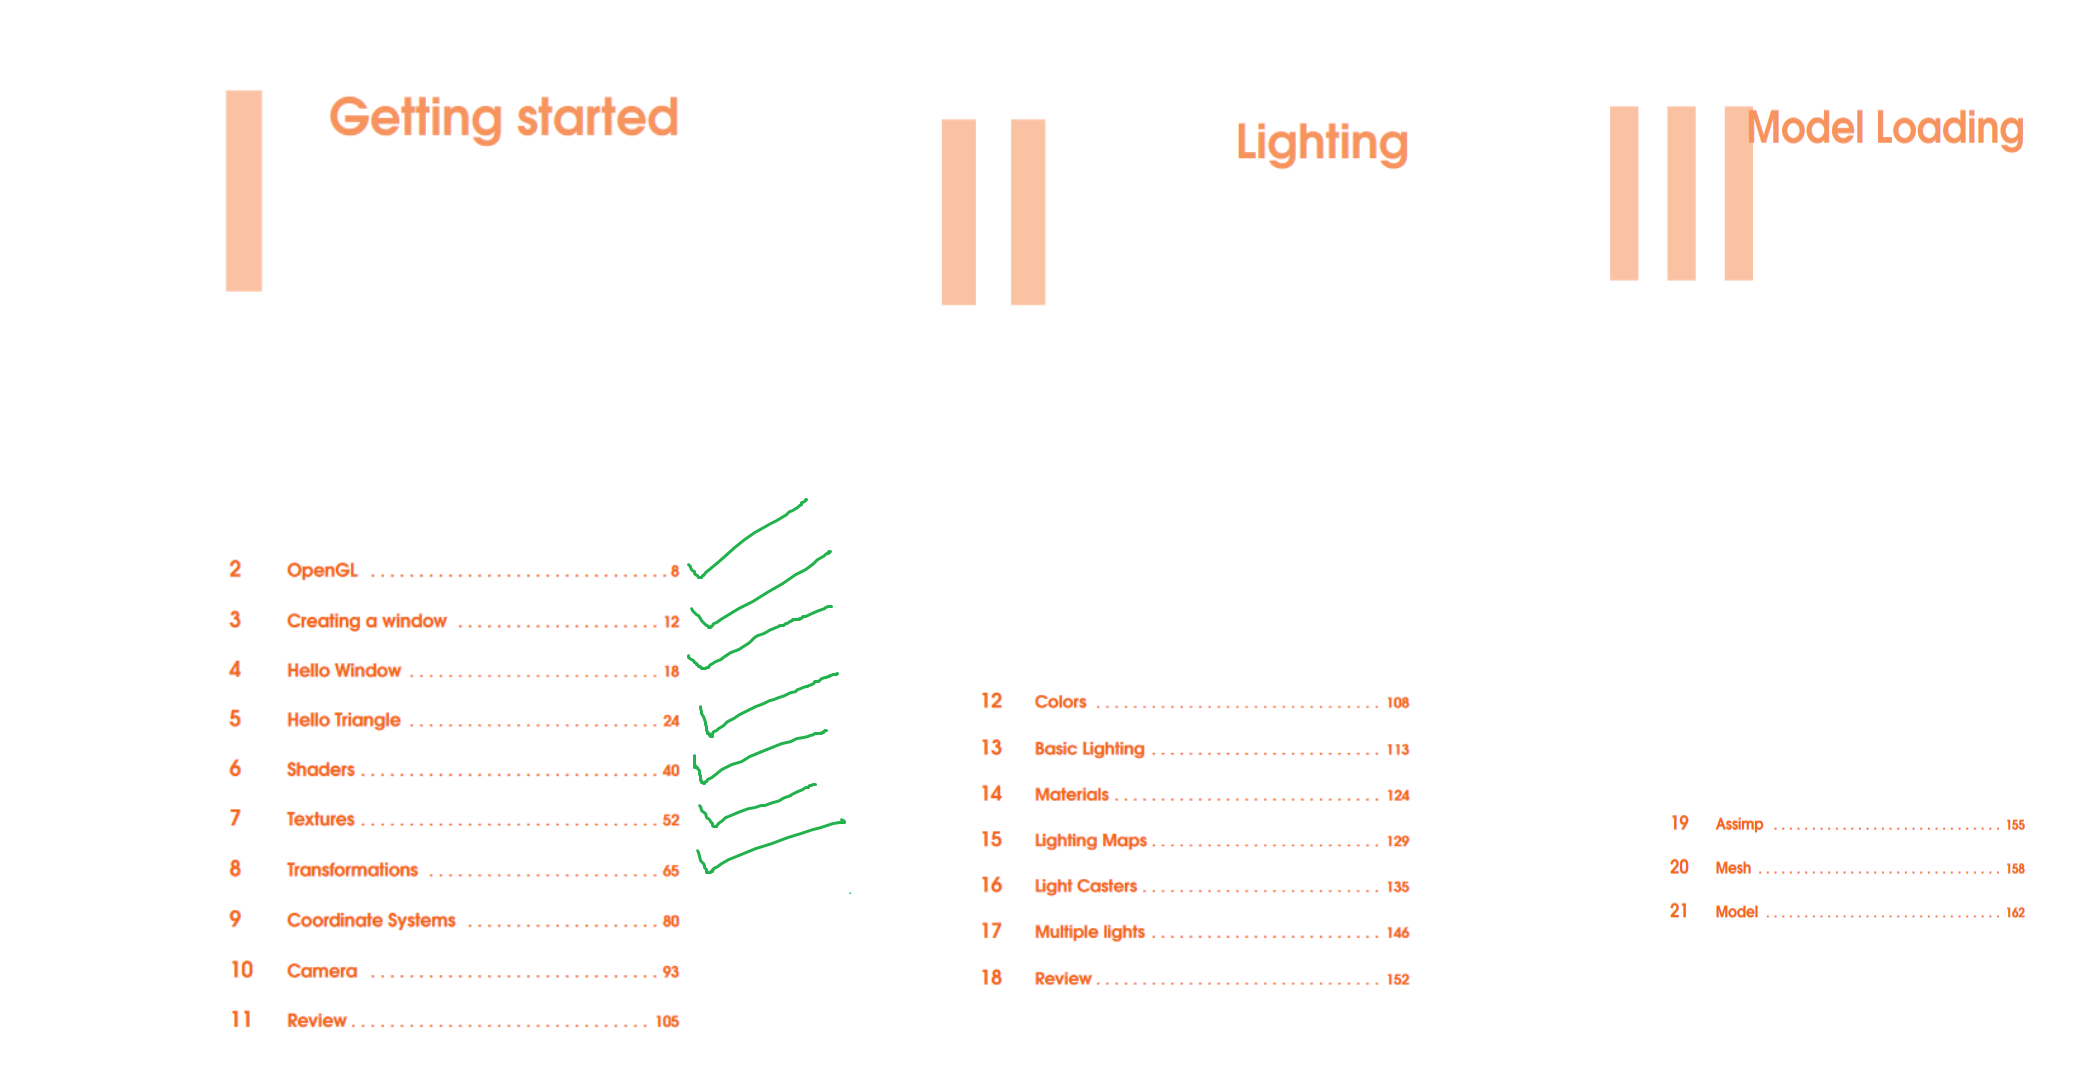 Getting started
2 OpenGL . . . . . . . . . . . . . . . . . . . . . . . . . . . . . . . 8
3 Creating a window . . . . . . . . . . . . . . . . . . . . . 12
4 Hello Window . . . . . . . . . . . . . . . . . . . . . . . . . . 18
5 Hello Triangle . . . . . . . . . . . . . . . . . . . . . . . . . . 24
6 Shaders . . . . . . . . . . . . . . . . . . . . . . . . . . . . . . . 40
7 Textures . . . . . . . . . . . . . . . . . . . . . . . . . . . . . . . 52
8 Transformations . . . . . . . . . . . . . . . . . . . . . . . . 65
9 Coordinate Systems . . . . . . . . . . . . . . . . . . . . 80
10 Camera . . . . . . . . . . . . . . . . . . . . . . . . . . . . . . 93
11 Review . . . . . . . . . . . . . . . . . . . . . . . . . . . . . . . 105
Lighting
12 Colors . . . . . . . . . . . . . . . . . . . . . . . . . . . . . . . 108
13 Basic Lighting . . . . . . . . . . . . . . . . . . . . . . . . . 113
14 Materials . . . . . . . . . . . . . . . . . . . . . . . . . . . . . 124
15 Lighting Maps . . . . . . . . . . . . . . . . . . . . . . . . . 129
16 Light Casters . . . . . . . . . . . . . . . . . . . . . . . . . . 135
17 Multiple lights . . . . . . . . . . . . . . . . . . . . . . . . . 146
18 Review . . . . . . . . . . . . . . . . . . . . . . . . . . . . . . . 152
Model Loading
19 Assimp . . . . . . . . . . . . . . . . . . . . . . . . . . . . . . 155
20 Mesh . . . . . . . . . . . . . . . . . . . . . . . . . . . . . . . . 158
21 Model . . . . . . . . . . . . . . . . . . . . . . . . . . . . . . . 162